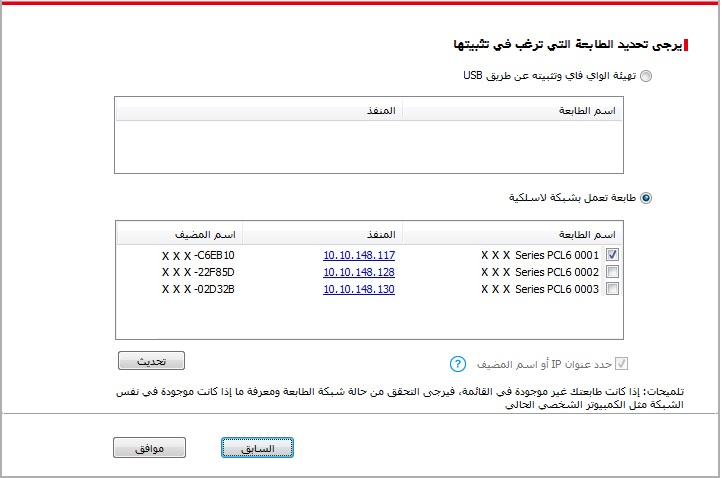 يرجى تحديد الطابعة التي ترغب في تثبيتها
تهيئة الواي فاي وتثبيته عن طريق USB
اسم الطابعة المنفذ
طابعة تعمل بشبكة لاسلكية
اسم الطابعة المنفذ اسم المضيف
X X X Series PCL6 0001 10.10.148.117 X X X -C6EB10
X X X Series PCL6 0002 10.10.148.128 X X X -22F85D
X X X Series PCL6 0003 10.10.148.130 X X X -02D32B
حدد عنوان IP أو اسم المضيف ? تحديث
تلميحات: إذا كانت طابعتك غير موجودة في القائمة، فيرجى التحقق من حالة شبكة الطابعة ومعرفة ما إذا كانت موجودة في نفس
الشبكة مثل الكمبيوتر الشخصي الحالي
السابق موافق